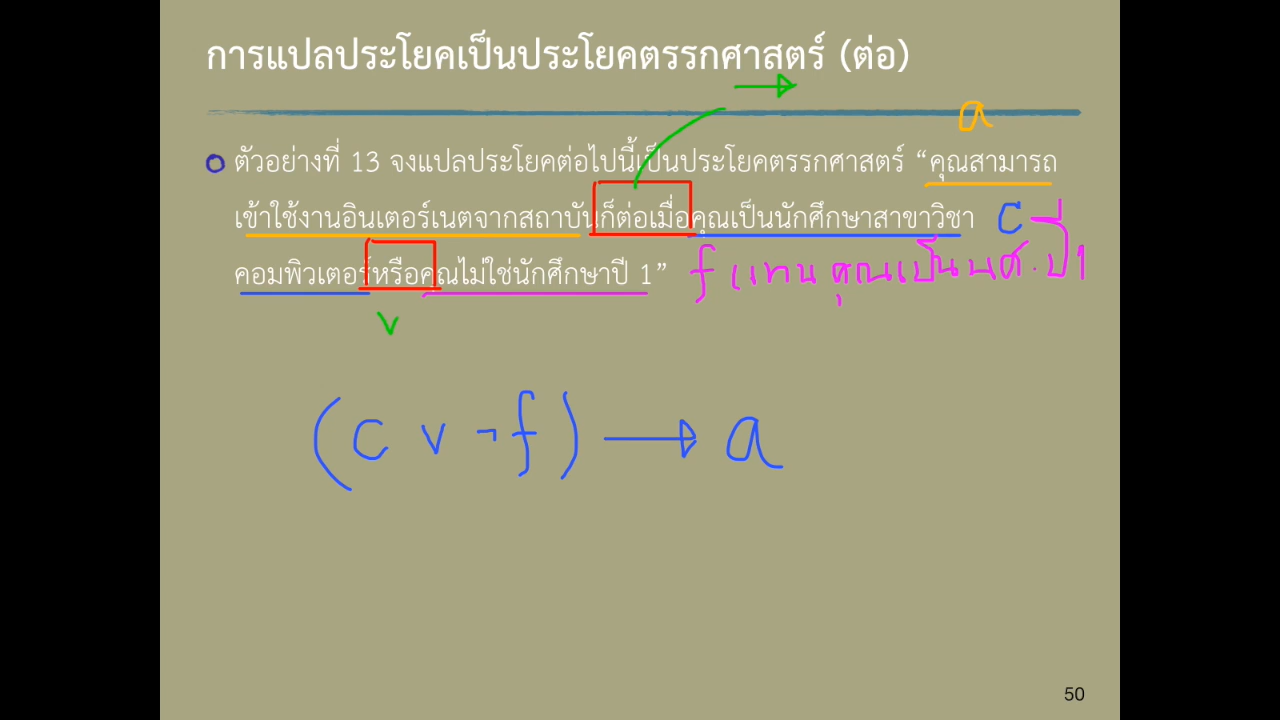 การแปลประโยคเป็นประโยคตรรกศาสตร์ (ต่อ)
→
a
ตัวอย่างที่ 13 จงแปลประโยคต่อไปนี้เป็นประโยคตรรกศาสตร์ “คุณสามารถ
เข้าใช้งานอินเตอร์เนตจากสถาบันก็ต่อเมื่อคุณเป็นนักศึกษาสาขาวิชา c
คอมพิวเตอร์หรือคุณไม่ใช่นักศึกษาปี 1” f แทน คุณเป็น นศ. ปี 1
v
(c v ¬f) → a
50